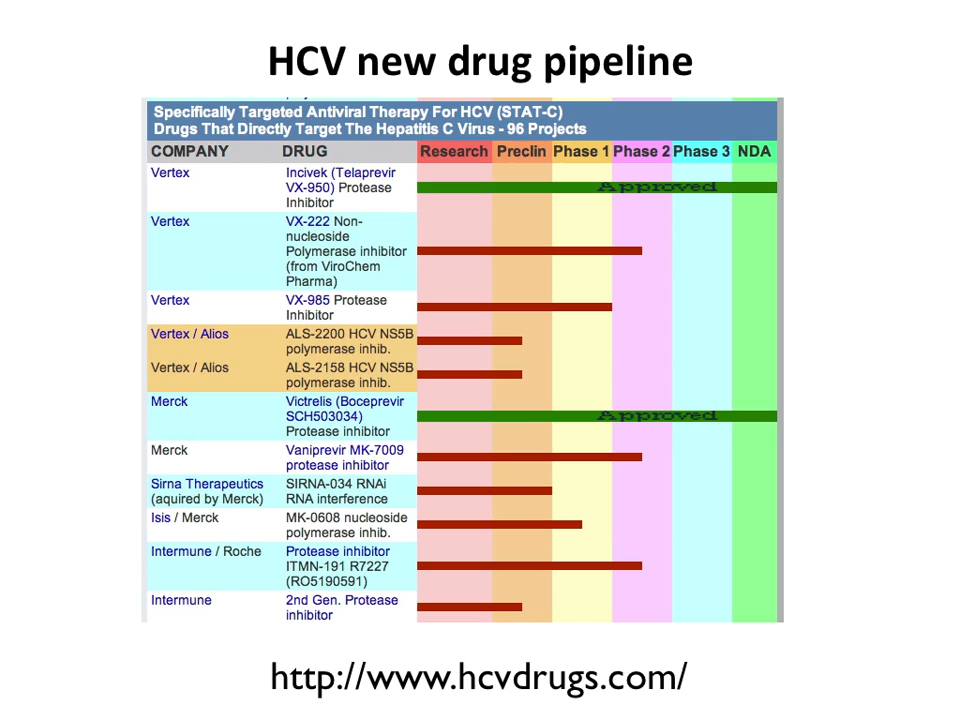 HCV new drug pipeline
Specifically Targeted Antiviral Therapy For HCV (STAT-C)
Drugs That Directly Target The Hepatitis C Virus - 96 Projects
COMPANY DRUG Research Preclin Phase 1 Phase 2 Phase 3 NDA
Vertex Incivek (Telaprevir
VX-950) Protease Approved
Inhibitor
Vertex VX-222 Non-
nucleoside
Polymerase inhibitor
(from ViroChem
Pharma)
Vertex VX-985 Protease
Inhibitor
Vertex / Alios ALS-2200 HCV NS5B
polymerase inhib.
Vertex / Alios ALS-2158 HCV NS5B
polymerase inhib.
Merck Victrelis (Boceprevir
SCH503034) Approved
Protease inhibitor
Merck Vaniprevir MK-7009
protease inhibitor
Sirna Therapeutics SIRNA-034 RNAi
(aquired by Merck) RNA interference
Isis / Merck MK-0608 nucleoside
polymerase inhib.
Intermune / Roche Protease inhibitor
ITMN-191 R7227
(RO5190591)
Intermune 2nd Gen. Protease
inhibitor
http://www.hcvdrugs.com/